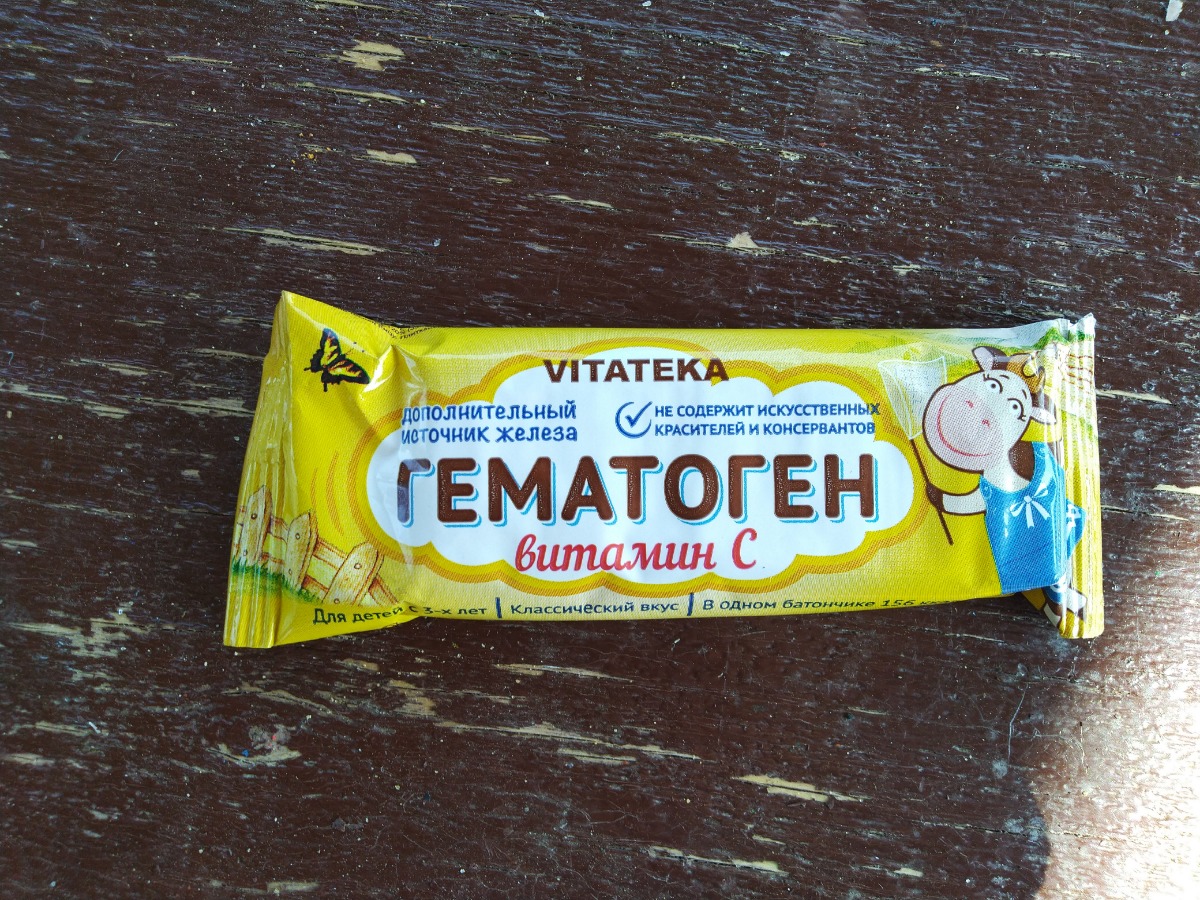 VITATEKA
ДОПОЛНИТЕЛЬНЫЙ
ИСТОЧНИК ЖЕЛЕЗА
НЕ СОДЕРЖИТ ИСКУССТВЕННЫХ
КРАСИТЕЛЕЙ И КОНСЕРВАНТОВ
ГЕМАТОГЕН
витамин С
Для детей с 3-х лет | Классический вкус | В одном батончике 156